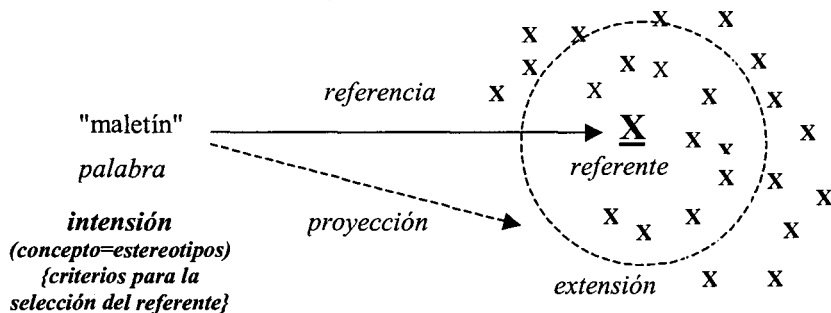 referencia
"maletín"
X
palabra
referente
intensión
(concepto=estereotipos)
{criterios para la
selección del referente}
proyección
extensión
X X X X
X X X X X
X X X X
X X
X X
X X X
X X X X
X X